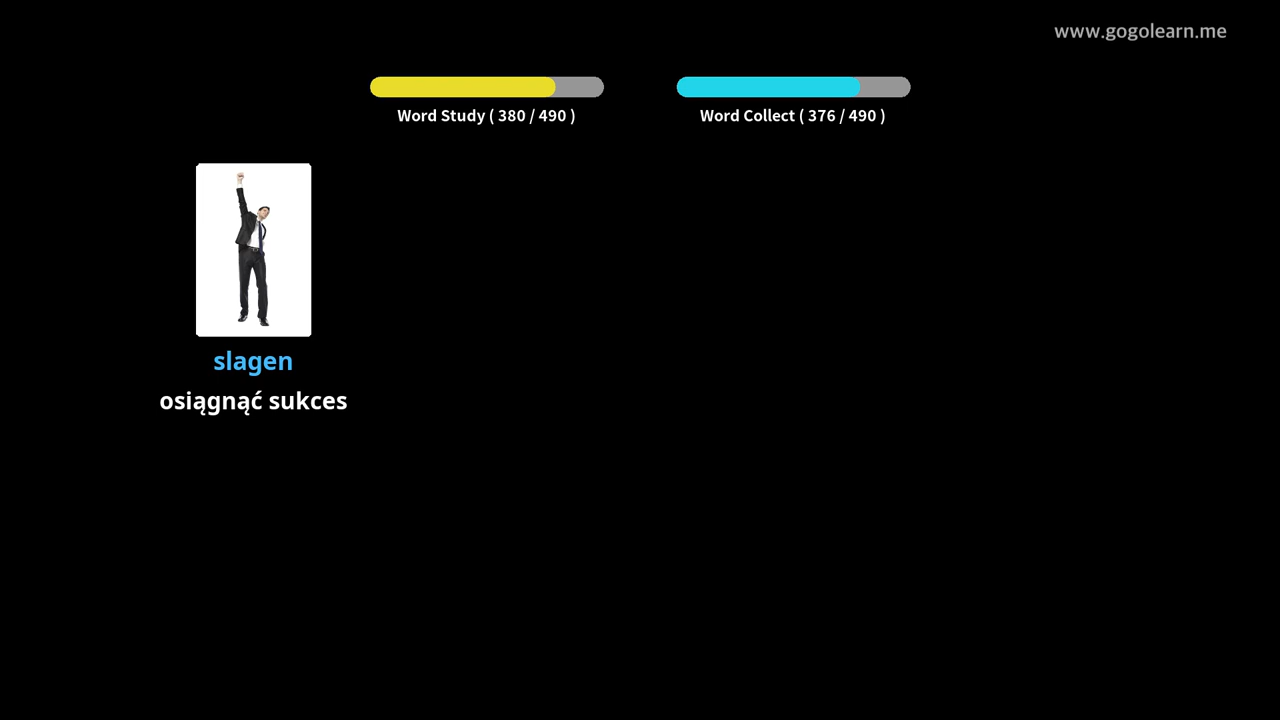 www.gogolearn.me
Word Study ( 380 / 490 )
Word Collect ( 376 / 490 )
slagen
osiągnąć sukces